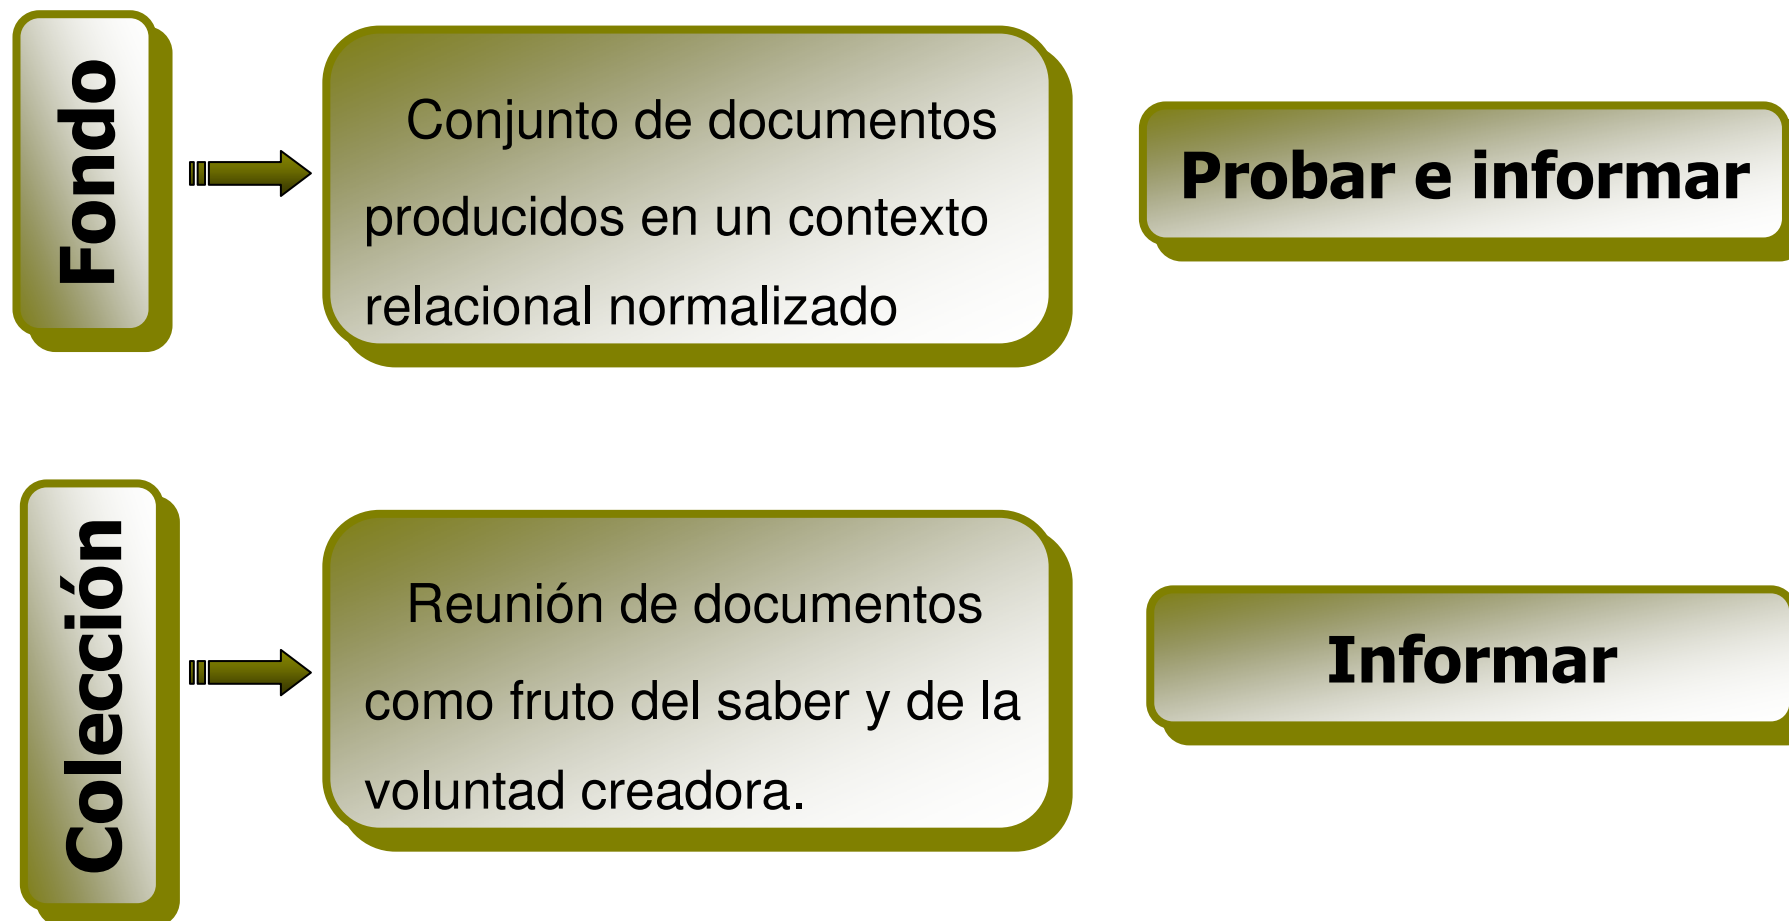 Fondo
Conjunto de documentos
producidos en un contexto
relacional normalizado
Probar e informar
Colección
Reunión de documentos
como fruto del saber y de la
voluntad creadora.
Informar